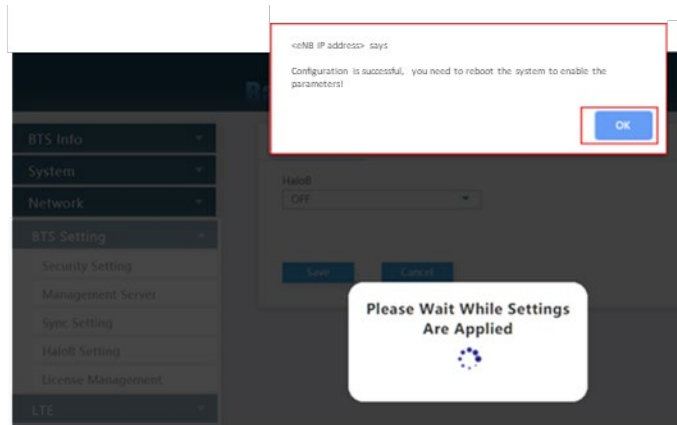 <eNB IP address> says
Configuration is successful, you need to reboot the system to enable the
parameters!
OK
BTS Info
System
Network
BTS Setting
Security Setting
Management Server
Sync Setting
HaloB Setting
License Management
LTE
HaloB
OFF
Save
Cancel
Please Wait While Settings
Are Applied